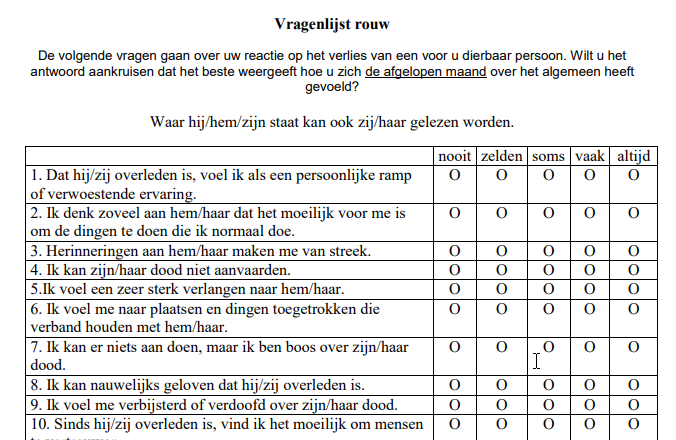 Vragenlijst rouw
De volgende vragen gaan over uw reactie op het verlies van een voor u dierbaar persoon. Wilt u het
antwoord aankruisen dat het beste weergeeft hoe u zich de afgelopen maand over het algemeen heeft
gevoeld?
Waar hij/hem/zijn staat kan ook zij/haar gelezen worden.
nooit zelden soms vaak altijd
1. Dat hij/zij overleden is, voel ik als een persoonlijke ramp O O O O O
of verwoestende ervaring.
2. Ik denk zoveel aan hem/haar dat het moeilijk voor me is O O O O O
om de dingen te doen die ik normaal doe.
3. Herinneringen aan hem/haar maken me van streek. O O O O O
4. Ik kan zijn/haar dood niet aanvaarden. O O O O O
5.Ik voel een zeer sterk verlangen naar hem/haar. O O O O O
6. Ik voel me naar plaatsen en dingen toegetrokken die O O O O O
verband houden met hem/haar.
7. Ik kan er niets aan doen, maar ik ben boos over zijn/haar O O O O O
dood.
8. Ik kan nauwelijks geloven dat hij/zij overleden is. O O O O O
9. Ik voel me verbijsterd of verdoofd over zijn/haar dood. O O O O O
10. Sinds hij/zij overleden is, vind ik het moeilijk om mensen O O O O O